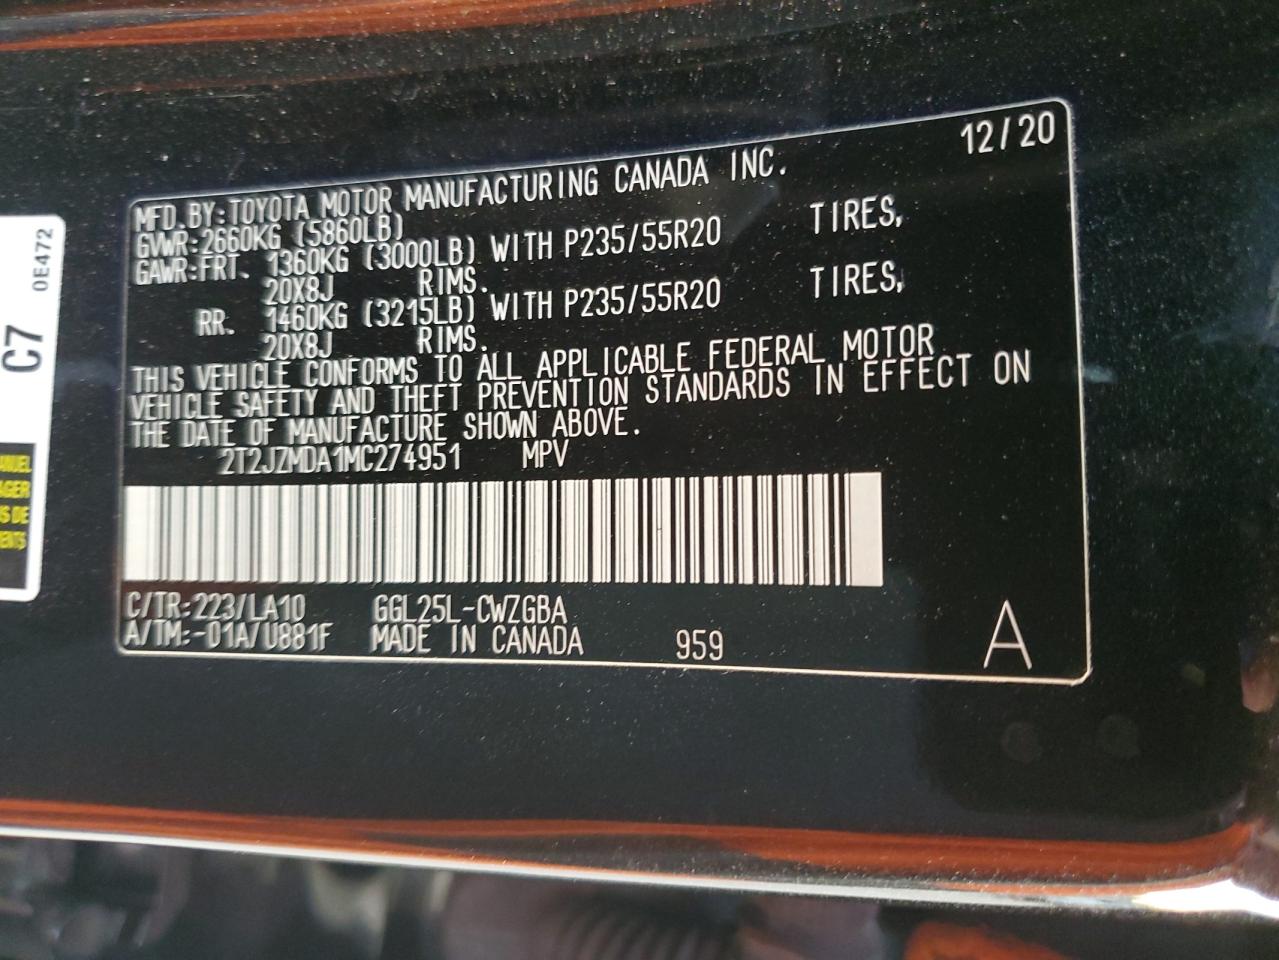 12/20
MFD. BY: TOYOTA MOTOR MANUFACTURING CANADA INC.
GVWR: 2660KG (5860LB)
GAWR: FRT. 1360KG (3000LB) WITH P235/55R20 TIRES,
20X8J RIMS.
RR. 1460KG (3215LB) WITH P235/55R20 TIRES,
20X8J RIMS.
THIS VEHICLE CONFORMS TO ALL APPLICABLE FEDERAL MOTOR
VEHICLE SAFETY AND THEFT PREVENTION STANDARDS IN EFFECT ON
THE DATE OF MANUFACTURE SHOWN ABOVE.
2T2JZMDA1MC274951 MPV
C/TR: 223/LA10 GGL25L-CWZGBA
A/TM: -01A/U881F MADE IN CANADA 959 A
C7 0E472